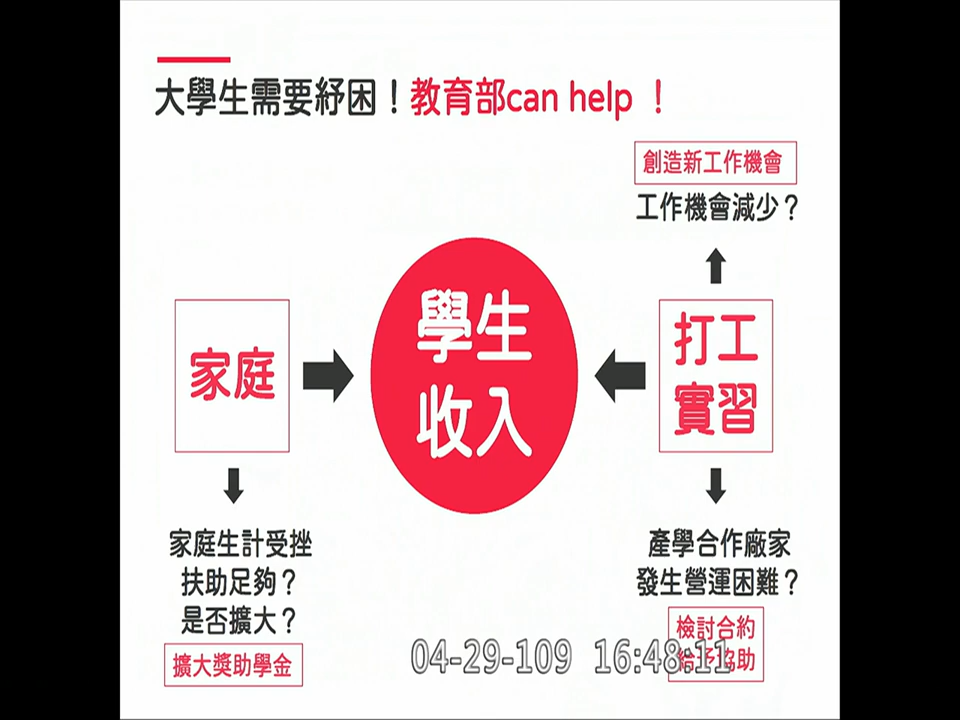 大學生需要紓困！教育部can help ！
創造新工作機會
工作機會減少？
家庭
學生
收入
打工
實習
家庭生計受挫
扶助足夠？
是否擴大？
擴大獎助學金
產學合作廠家
發生營運困難？
檢討合約
給予協助
04-29-109 16:48:11